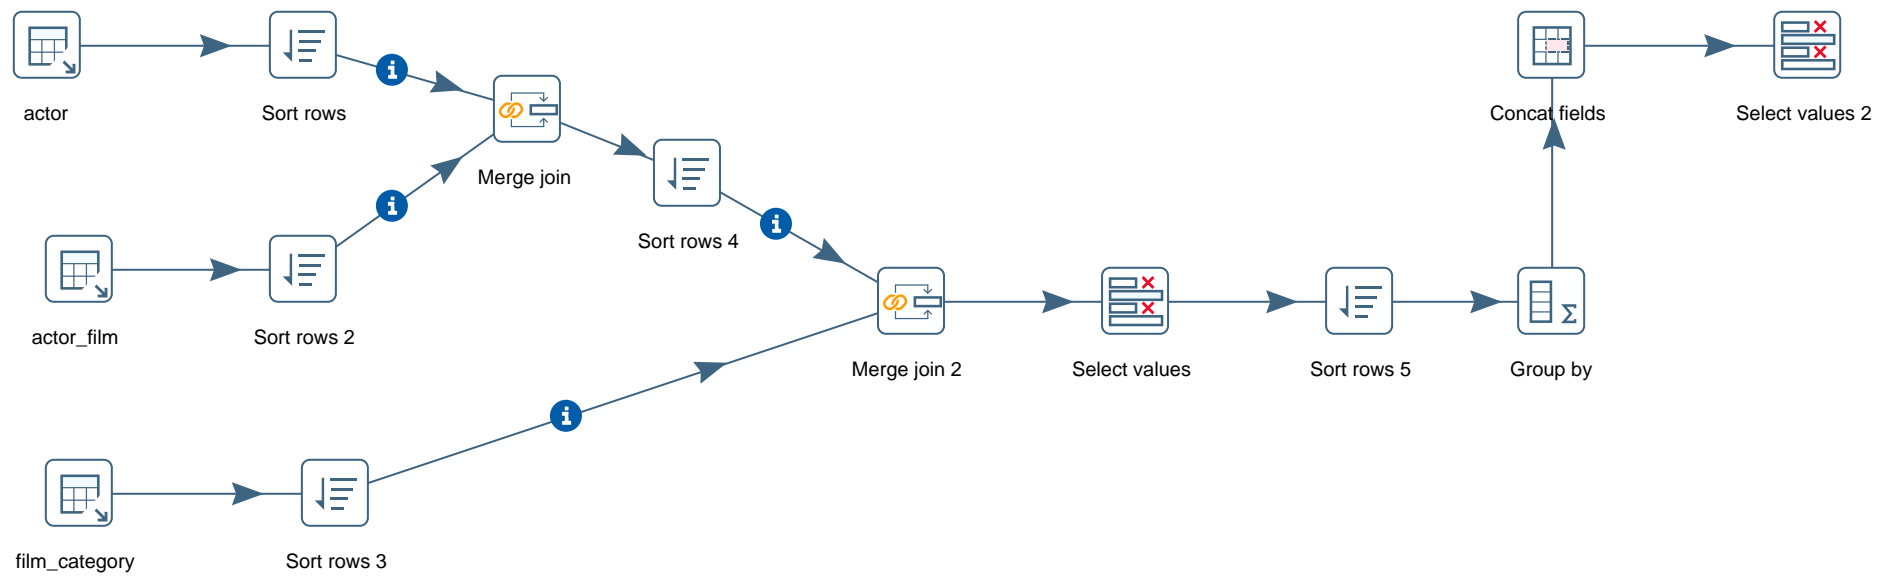 actor
Sort rows
Concat fields
Select values 2
Merge join
Sort rows 4
actor_film
Sort rows 2
Merge join 2
Select values
Sort rows 5
Group by
film_category
Sort rows 3